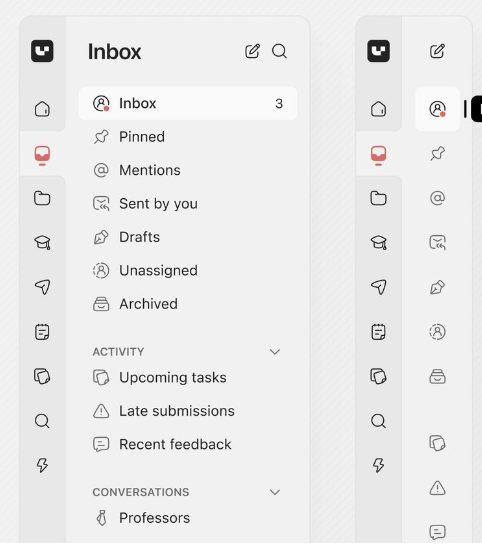 Inbox
Inbox 3
Pinned
Mentions
Sent by you
Drafts
Unassigned
Archived
ACTIVITY
Upcoming tasks
Late submissions
Recent feedback
CONVERSATIONS
Professors